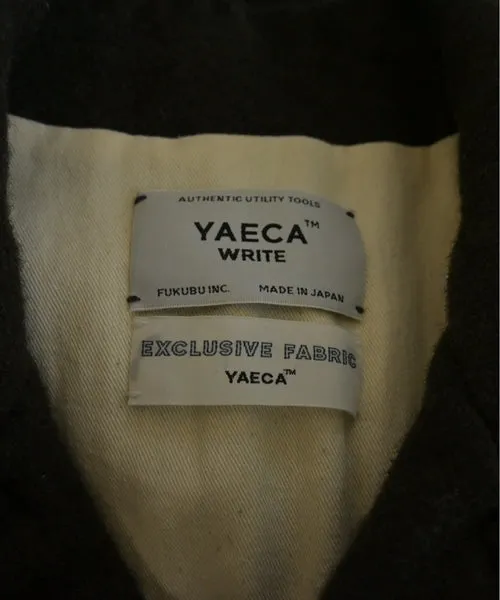 AUTHENTIC UTILITY TOOLS
YAECA™
WRITE
FUKUBU INC. MADE IN JAPAN
EXCLUSIVE FABRIC
YAECA™